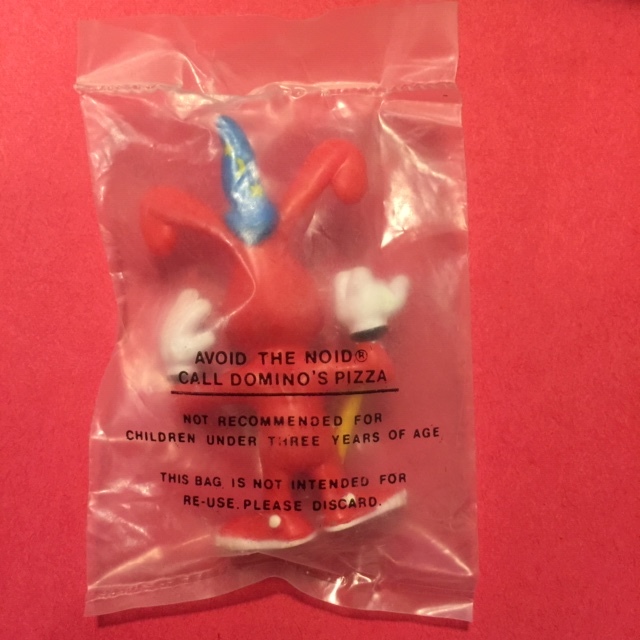 AVOID THE NOID®
CALL DOMINO'S PIZZA
NOT RECOMMENDED FOR
CHILDREN UNDER THREE YEARS OF AGE
THIS BAG IS NOT INTENDED FOR
RE-USE. PLEASE DISCARD.